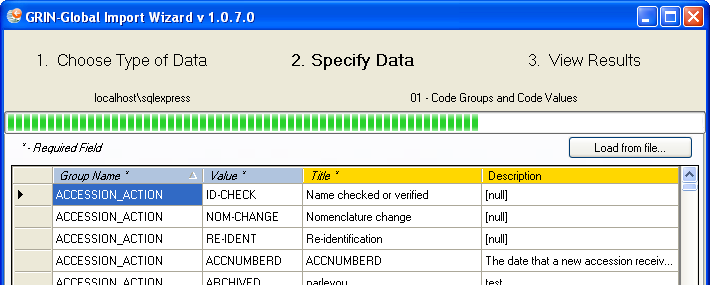 GRIN-Global Import Wizard v 1.0.7.0
1. Choose Type of Data 2. Specify Data 3. View Results
localhost\sqlexpress 01 - Code Groups and Code Values
* - Required Field Load from file...
Group Name * Value * Title * Description
ACCESSION_ACTION ID-CHECK Name checked or verified [null]
ACCESSION_ACTION NOM-CHANGE Nomenclature change [null]
ACCESSION_ACTION RE-IDENT Re-identification [null]
ACCESSION_ACTION ACCNUMBERD ACCNUMBERD The date that a new accession receiv...
ACCESSION_ACTION ARCHIVED parleyou test